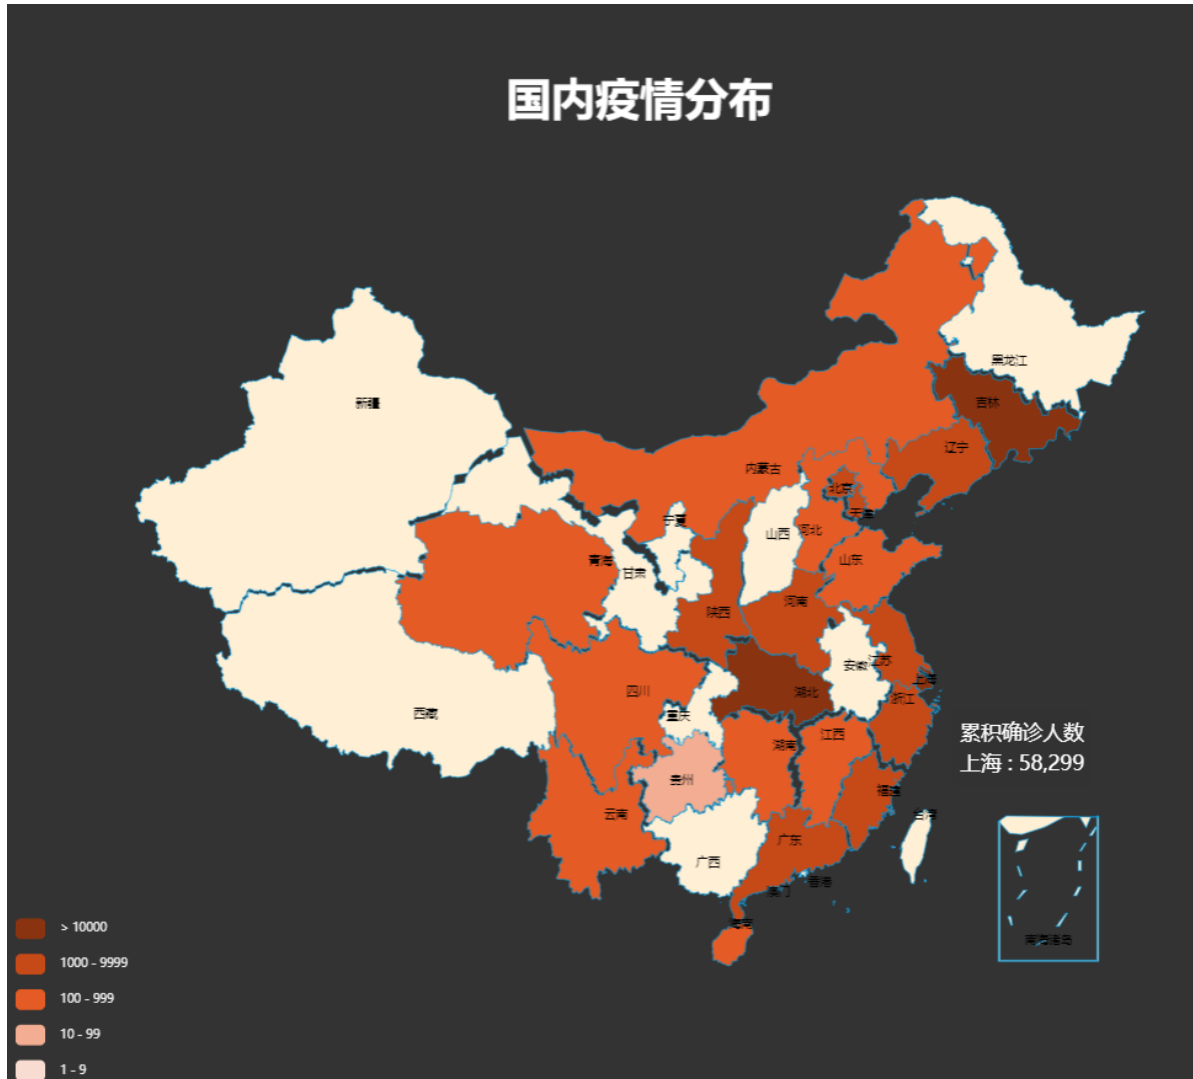 国内疫情分布
黑龙江
新疆
吉林
辽宁
内蒙古
北京
天津
宁夏
山西
河北
青海
甘肃
山东
陕西
河南
安徽
江苏
上海
四川
湖北
浙江
西藏
重庆
江西
湖南
累积确诊人数
上海 : 58,299
贵州
福建
云南
台湾
广东
广西
香港
澳门
海南
南海诸岛
> 10000
1000 - 9999
100 - 999
10 - 99
1 - 9